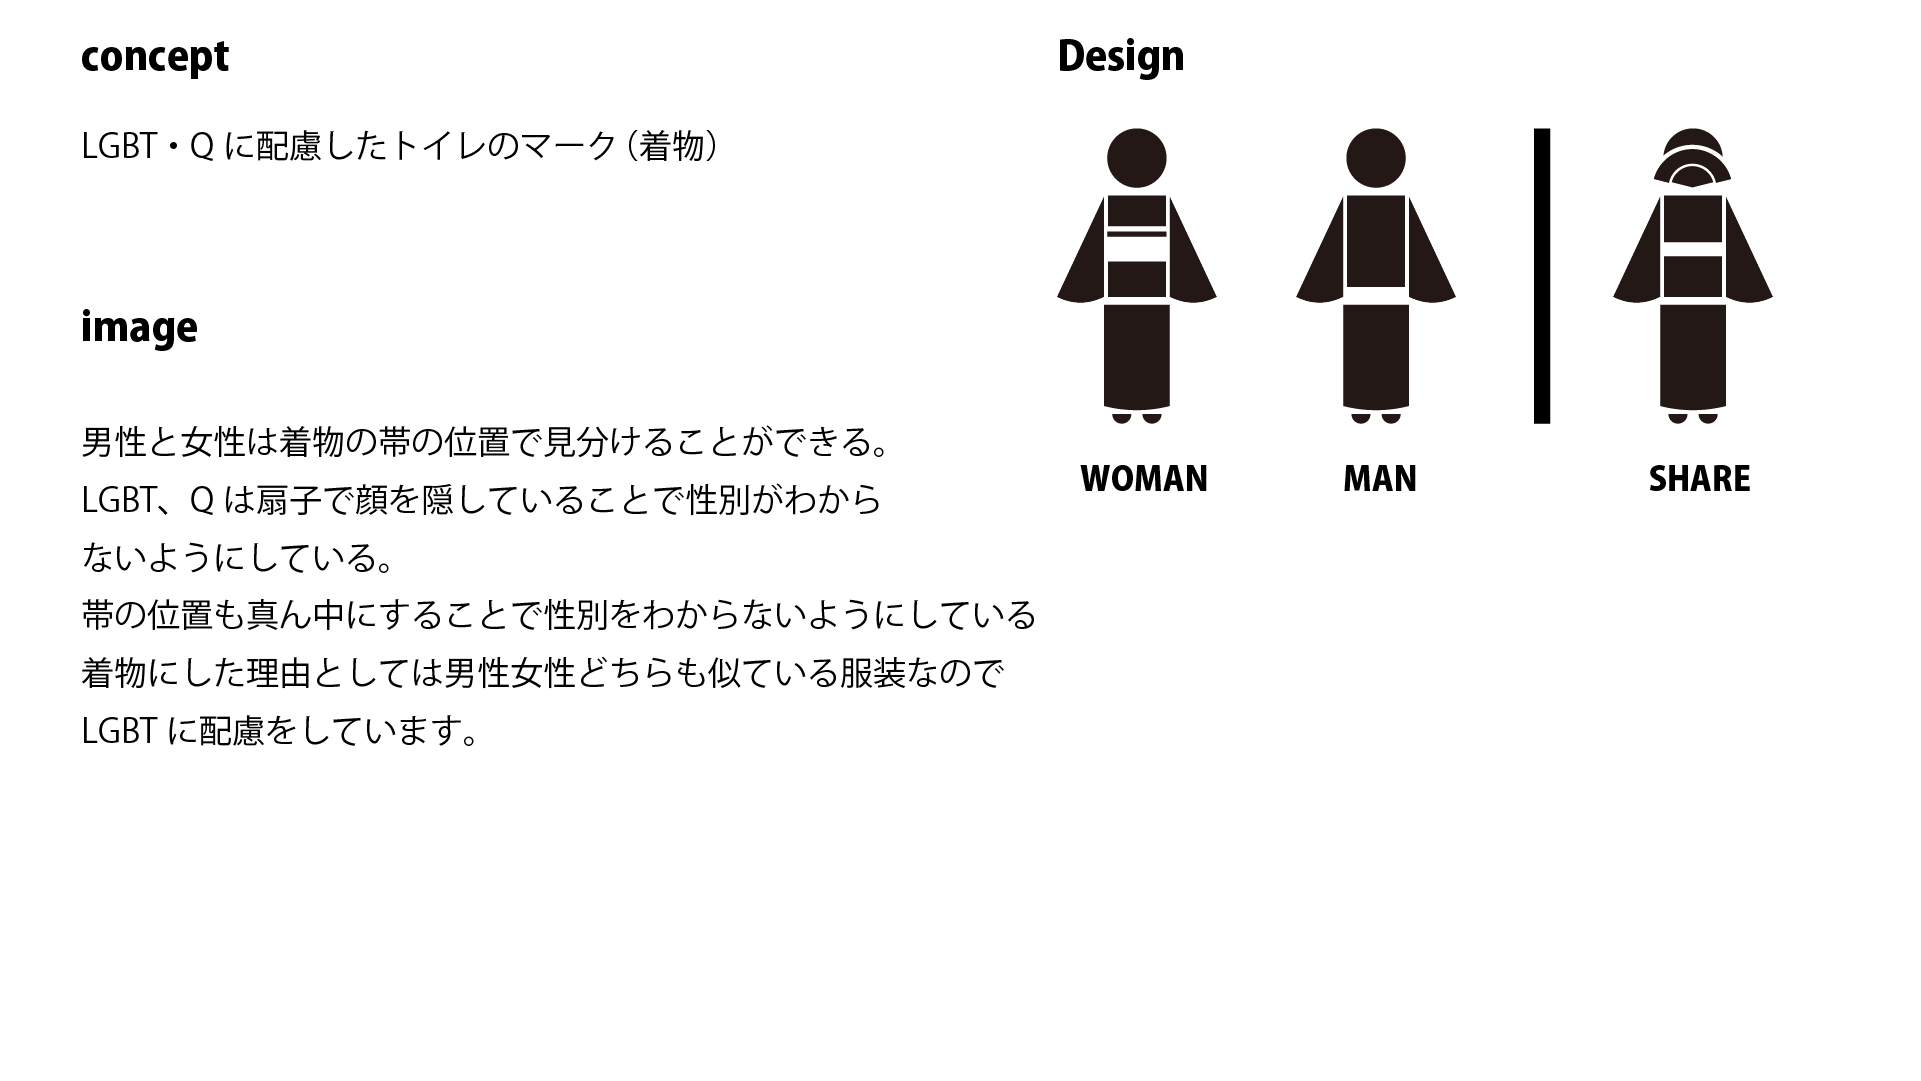 concept
LGBT・Q に配慮したトイレのマーク（着物）
image
男性と女性は着物の帯の位置で見分けることができる。
LGBT、Q は扇子で顔を隠していることで性別がわから
ないようにしている。
帯の位置も真ん中にすることで性別をわからないようにしている
着物にした理由としては男性女性どちらも似ている服装なので
LGBT に配慮をしています。
Design
WOMAN
MAN
SHARE